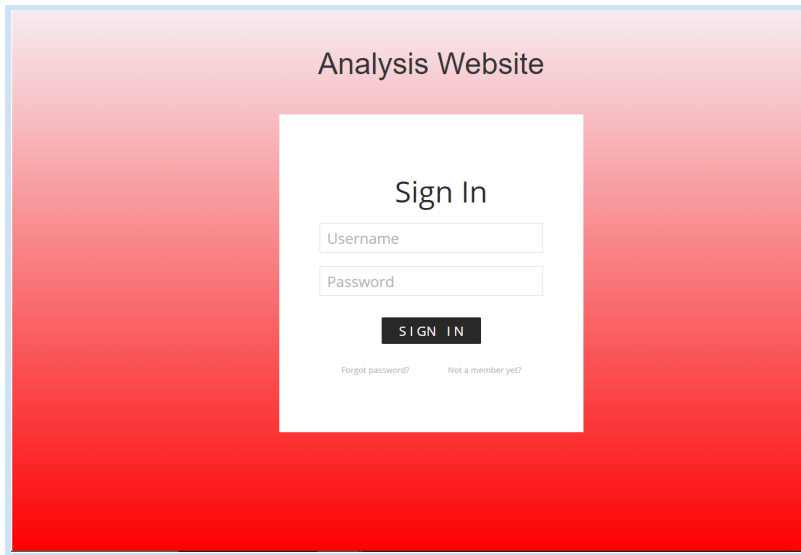 Analysis Website
Sign In
Username
Password
SIGN IN
Forgot password? Not a member yet?